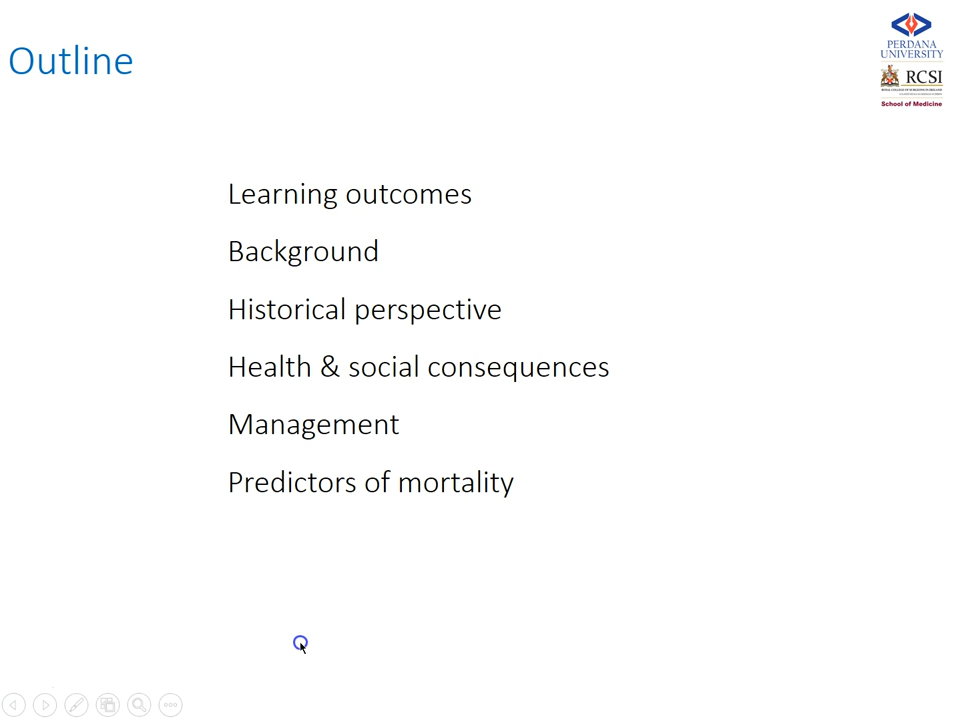 Outline
PERDANA
UNIVERSITY
RCSI
School of Medicine
Learning outcomes
Background
Historical perspective
Health & social consequences
Management
Predictors of mortality